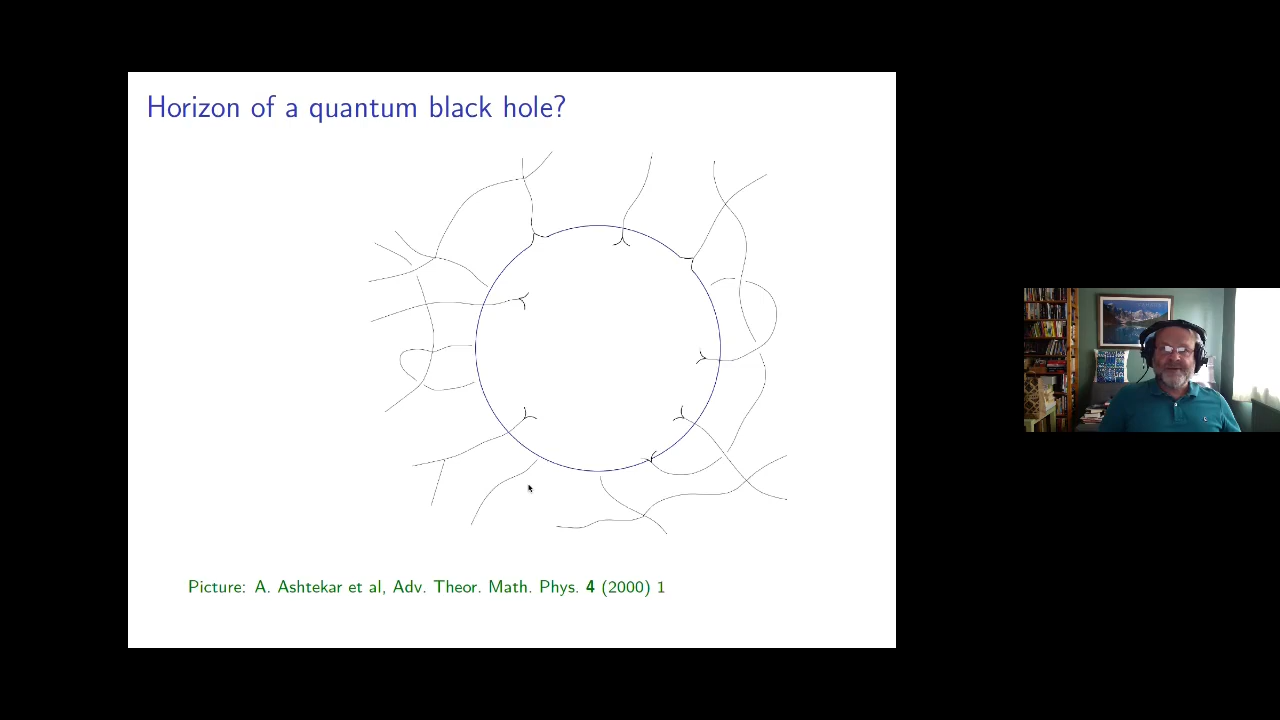 Horizon of a quantum black hole?
Picture: A. Ashtekar et al, Adv. Theor. Math. Phys. 4 (2000) 1